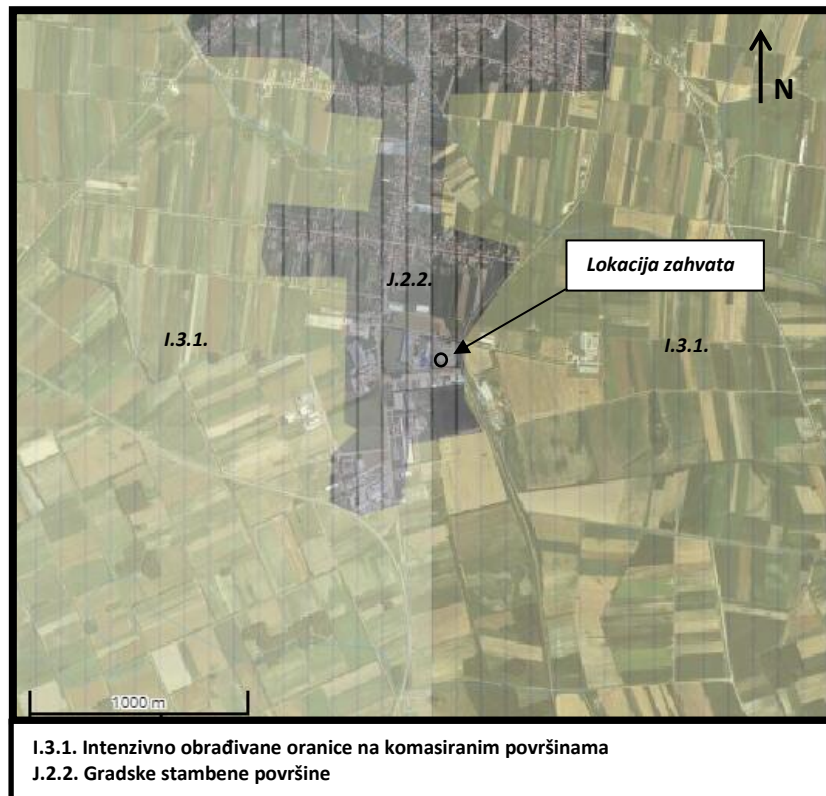 N
Lokacija zahvata
J.2.2.
I.3.1.
I.3.1.
1000 m
I.3.1. Intenzivno obrađivane oranice na komasiranim površinama
J.2.2. Gradske stambene površine